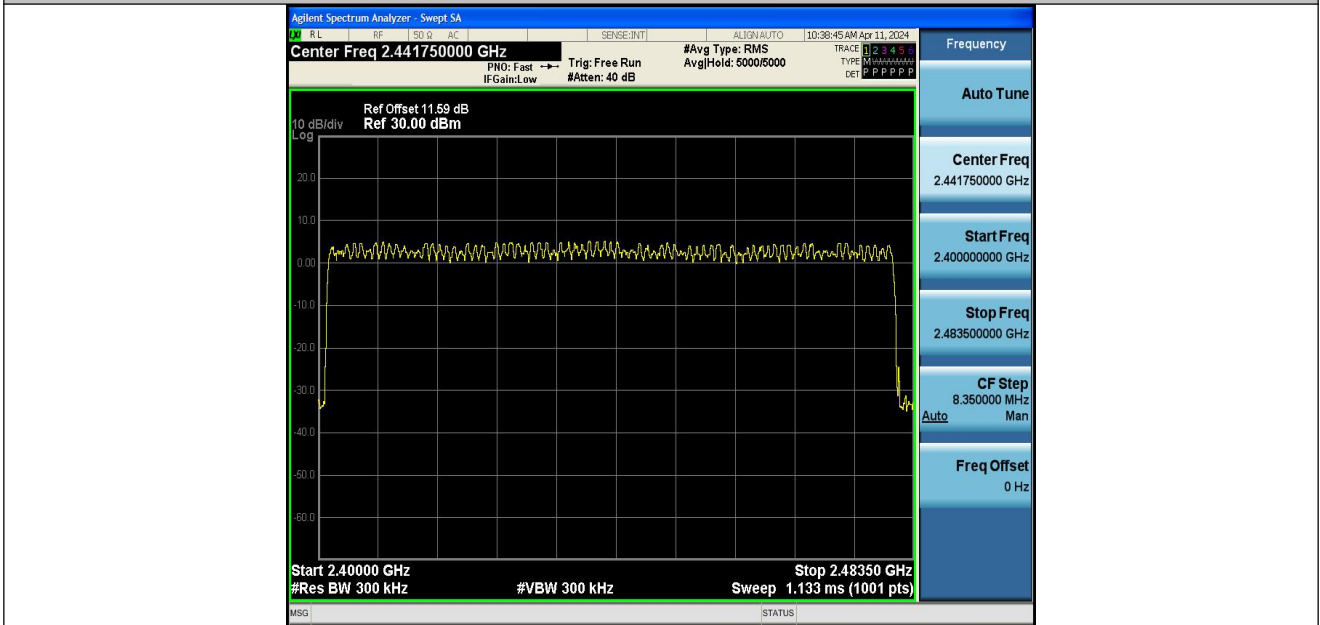 Agilent Spectrum Analyzer - Swept SA
LXI RL RF 50 Ω AC SENSE:INT ALIGN AUTO 10:38:45 AM Apr 11, 2024
Center Freq 2.441750000 GHz #Avg Type: RMS TRACE 1 2 3 4 5 6
PNO: Fast Trig: Free Run Avg|Hold: 5000/5000 TYPE M WWWWW
IFGain:Low #Atten: 40 dB DET P P P P P P
Ref Offset 11.59 dB
10 dB/div Ref 30.00 dBm
Log
20.0
10.0
0.00
-10.0
-20.0
-30.0
-40.0
-50.0
-60.0
Start 2.40000 GHz Stop 2.48350 GHz
#Res BW 300 kHz #VBW 300 kHz Sweep 1.133 ms (1001 pts)
MSG STATUS
Frequency
Auto Tune
Center Freq
2.441750000 GHz
Start Freq
2.400000000 GHz
Stop Freq
2.483500000 GHz
CF Step
8.350000 MHz
Auto Man
Freq Offset
0 Hz